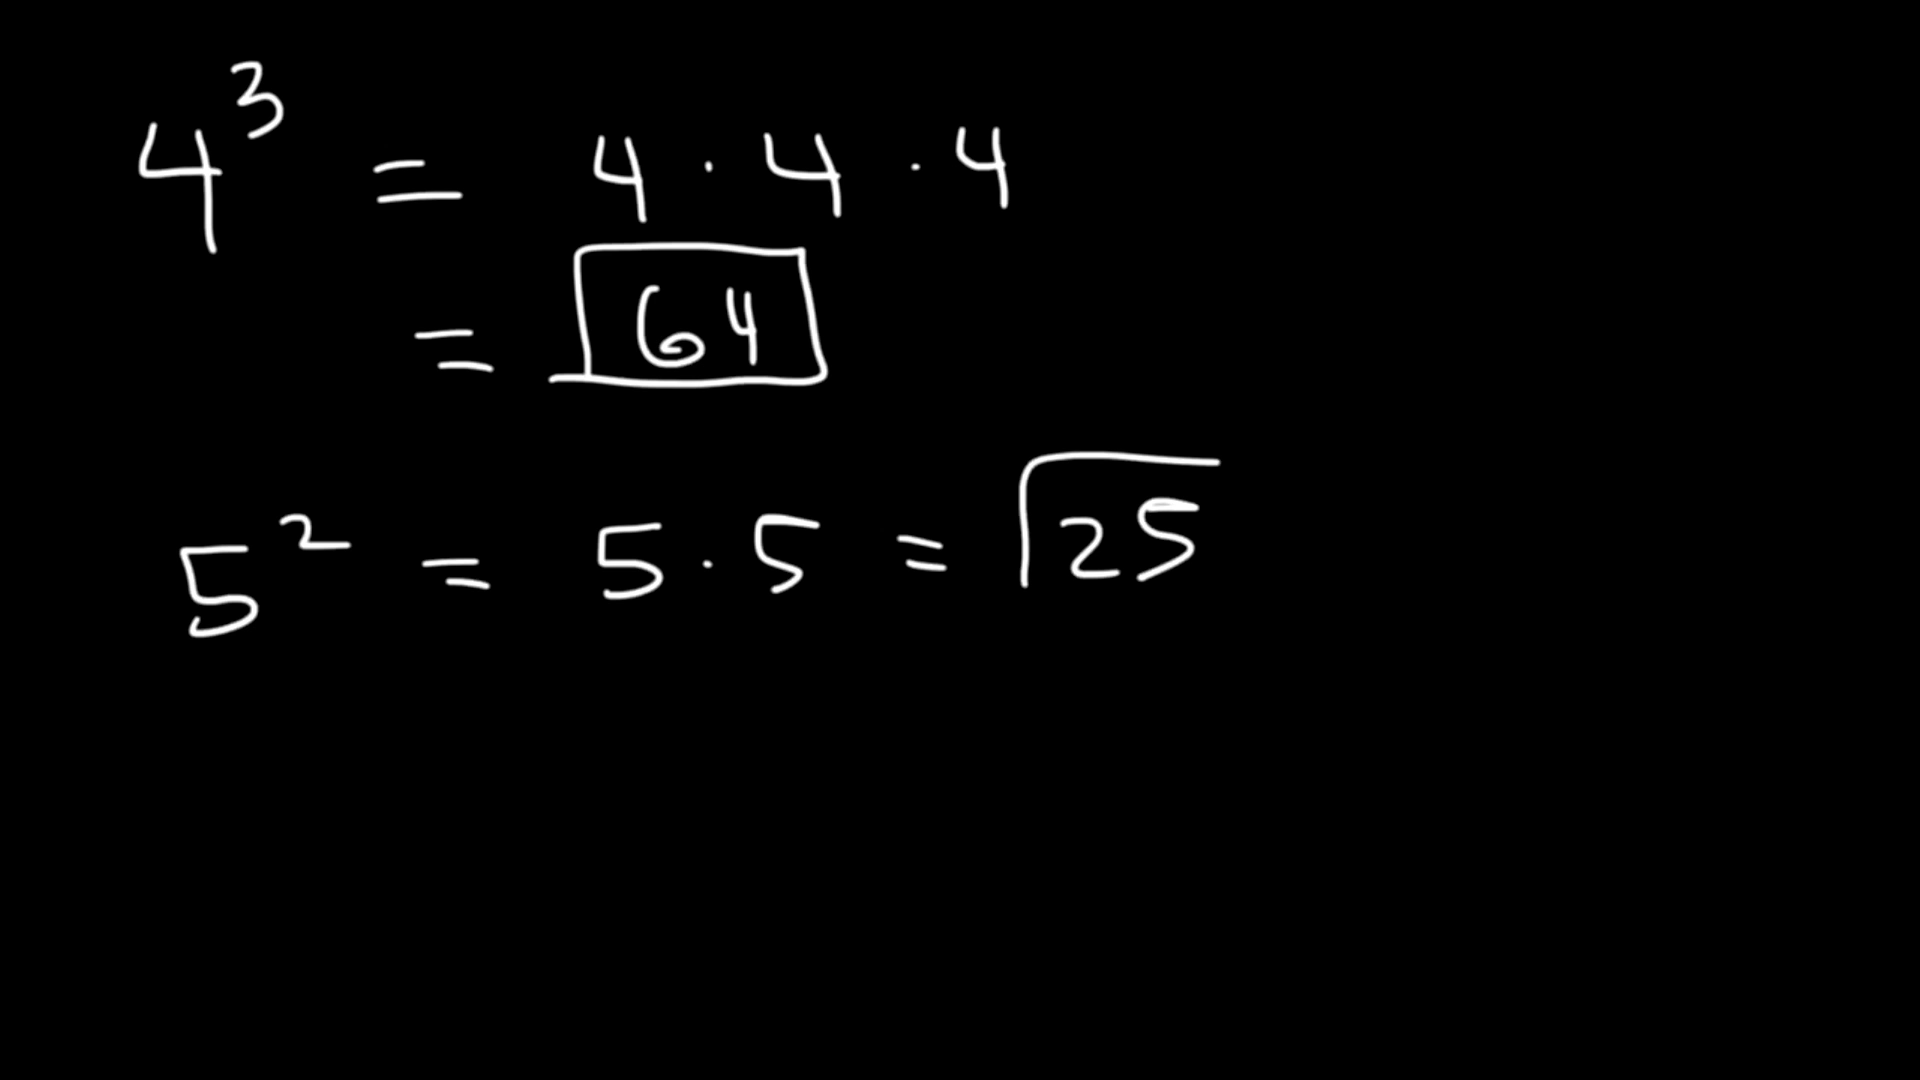 4³ = 4 · 4 · 4
= 64
5² = 5 · 5 = 25